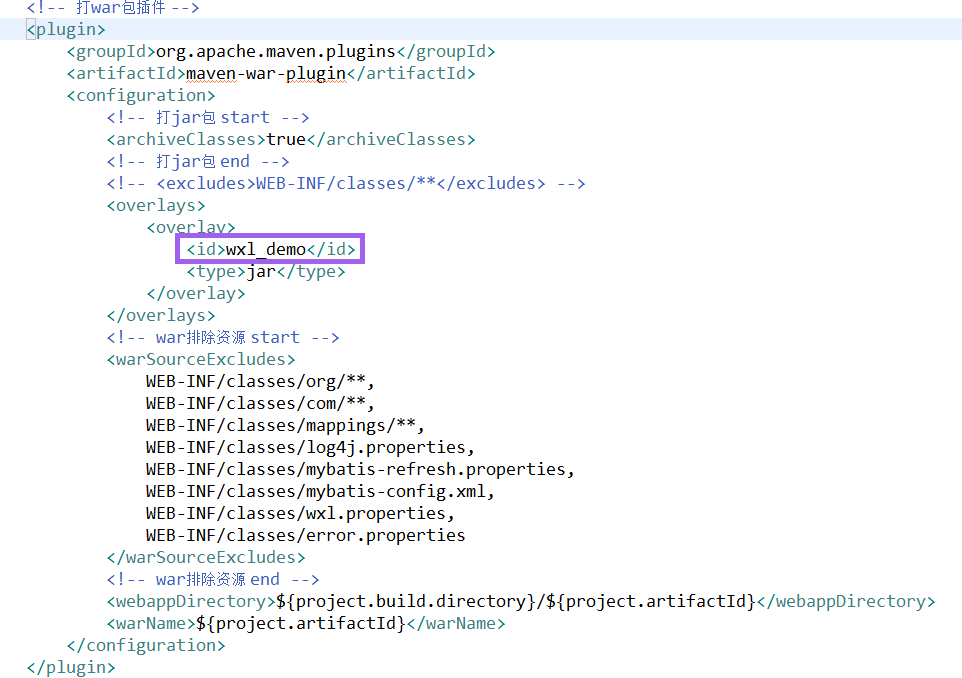 <!-- 打war包插件 -->
<plugin>
    <groupId>org.apache.maven.plugins</groupId>
    <artifactId>maven-war-plugin</artifactId>
    <configuration>
        <!-- 打jar包 start -->
        <archiveClasses>true</archiveClasses>
        <!-- 打jar包 end -->
        <!-- <excludes>WEB-INF/classes/**</excludes> -->
        <overlays>
            <overlay>
                <id>wxl_demo</id>
                <type>jar</type>
            </overlay>
        </overlays>
        <!-- war排除资源 start -->
        <warSourceExcludes>
            WEB-INF/classes/org/**,
            WEB-INF/classes/com/**,
            WEB-INF/classes/mappings/**,
            WEB-INF/classes/log4j.properties,
            WEB-INF/classes/mybatis-refresh.properties,
            WEB-INF/classes/mybatis-config.xml,
            WEB-INF/classes/wxl.properties,
            WEB-INF/classes/error.properties
        </warSourceExcludes>
        <!-- war排除资源 end -->
        <webappDirectory>${project.build.directory}/${project.artifactId}</webappDirectory>
        <warName>${project.artifactId}</warName>
    </configuration>
</plugin>